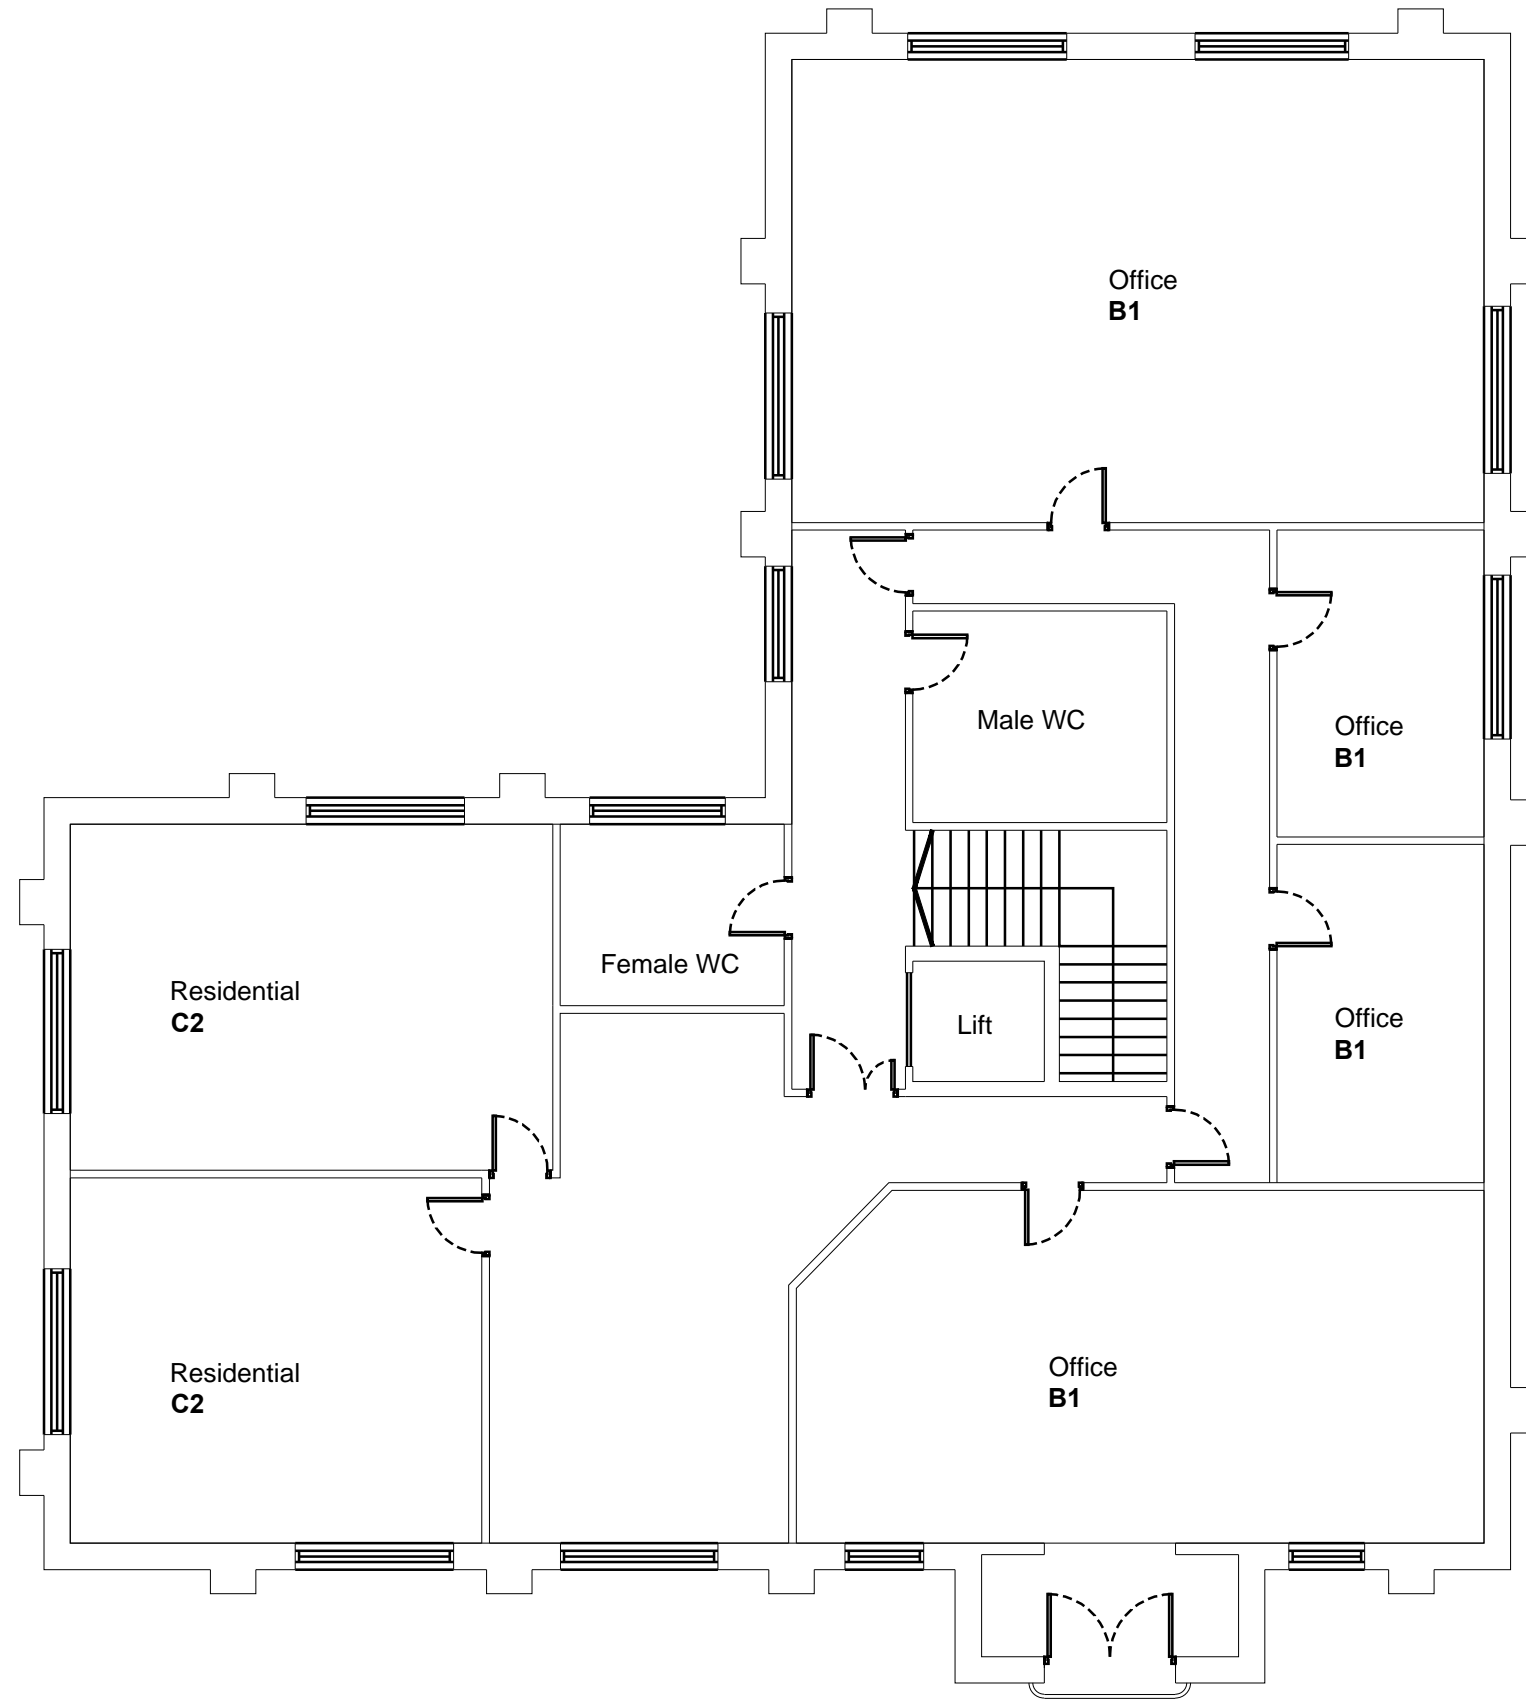 Office
B1
Male WC
Office
B1
Female WC
Residential
C2
Lift
Office
B1
Residential
C2
Office
B1